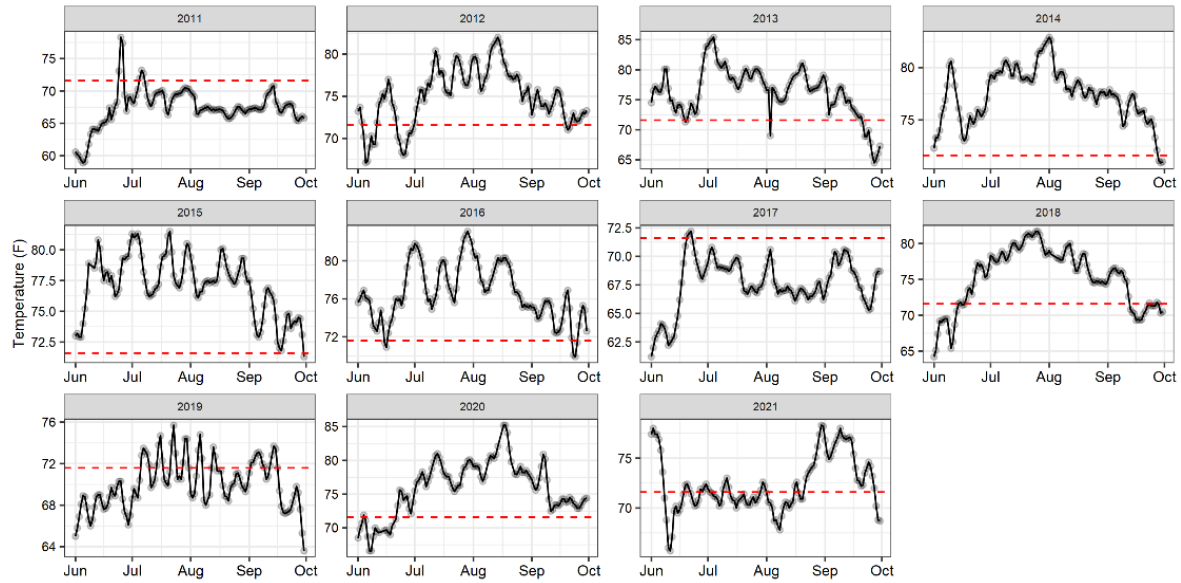 2011 2012 2013 2014
75 70 65 60
80 75 70
85 80 75 70 65
80 75
Jun Jul Aug Sep Oct Jun Jul Aug Sep Oct Jun Jul Aug Sep Oct Jun Jul Aug Sep Oct
Temperature (F)
2015 2016 2017 2018
80.0 77.5 75.0 72.5
80 76 72
72.5 70.0 67.5 65.0 62.5
80 75 70 65
Jun Jul Aug Sep Oct Jun Jul Aug Sep Oct Jun Jul Aug Sep Oct Jun Jul Aug Sep Oct
2019 2020 2021
76 72 68 64
85 80 75 70
75 70
Jun Jul Aug Sep Oct Jun Jul Aug Sep Oct Jun Jul Aug Sep Oct